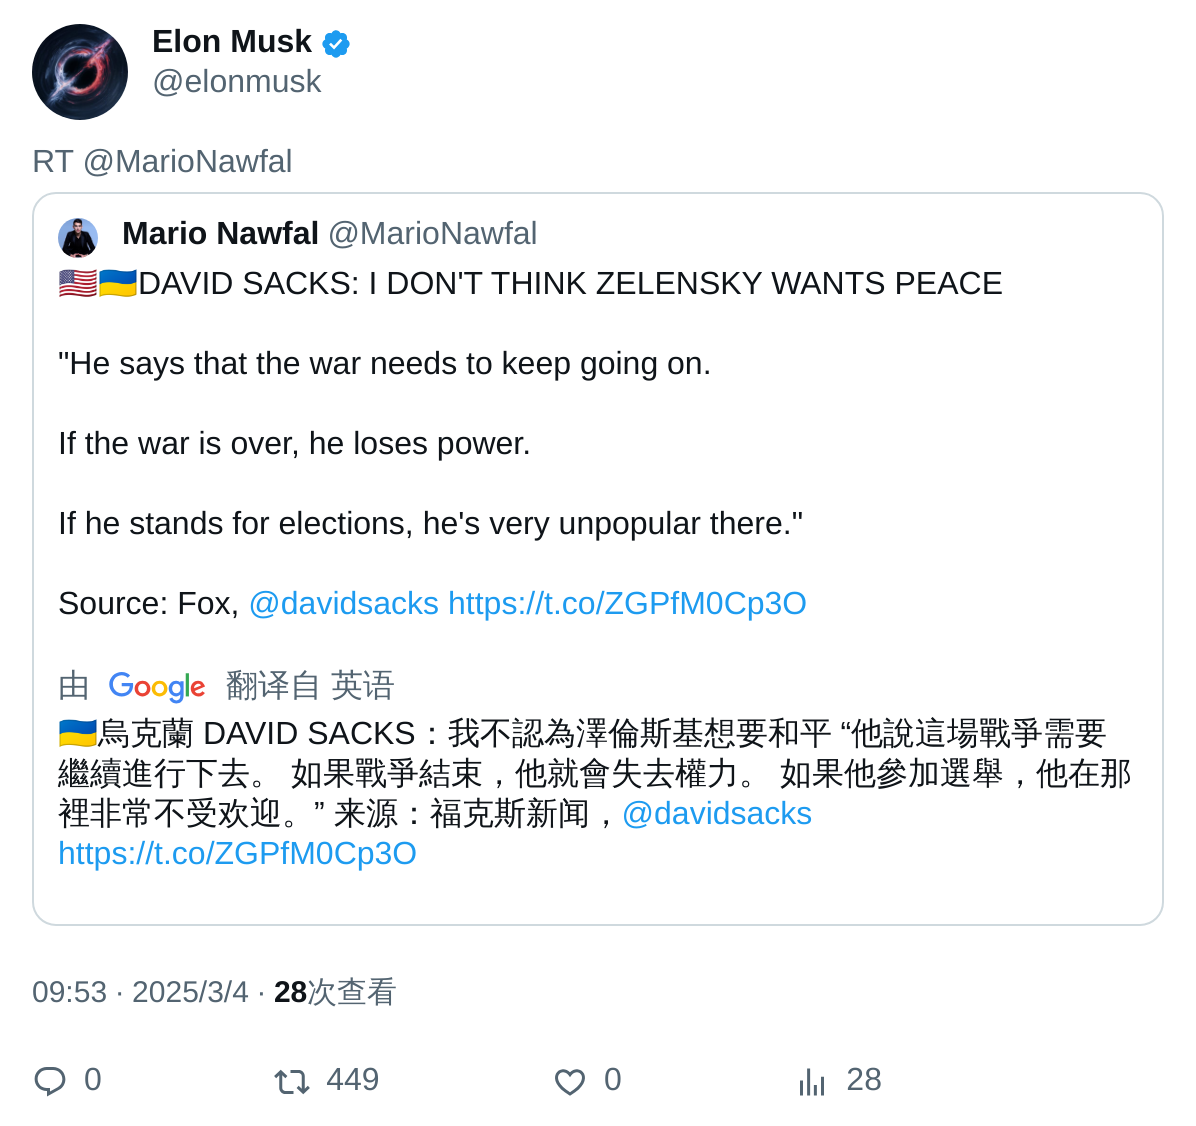 Elon Musk
@elonmusk
RT @MarioNawfal
Mario Nawfal @MarioNawfal
🇺🇸🇺🇦DAVID SACKS: I DON'T THINK ZELENSKY WANTS PEACE
"He says that the war needs to keep going on.
If the war is over, he loses power.
If he stands for elections, he's very unpopular there."
Source: Fox, @davidsacks https://t.co/ZGPfM0Cp3O
由 Google 翻译自 英语
🇺🇦烏克蘭 DAVID SACKS：我不認為澤倫斯基想要和平 “他說這場戰爭需要
繼續進行下去。 如果戰爭結束，他就會失去權力。 如果他參加選舉，他在那
裡非常不受欢迎。” 来源：福克斯新闻，@davidsacks
https://t.co/ZGPfM0Cp3O
09:53 · 2025/3/4 · 28次查看
0 449 0 28